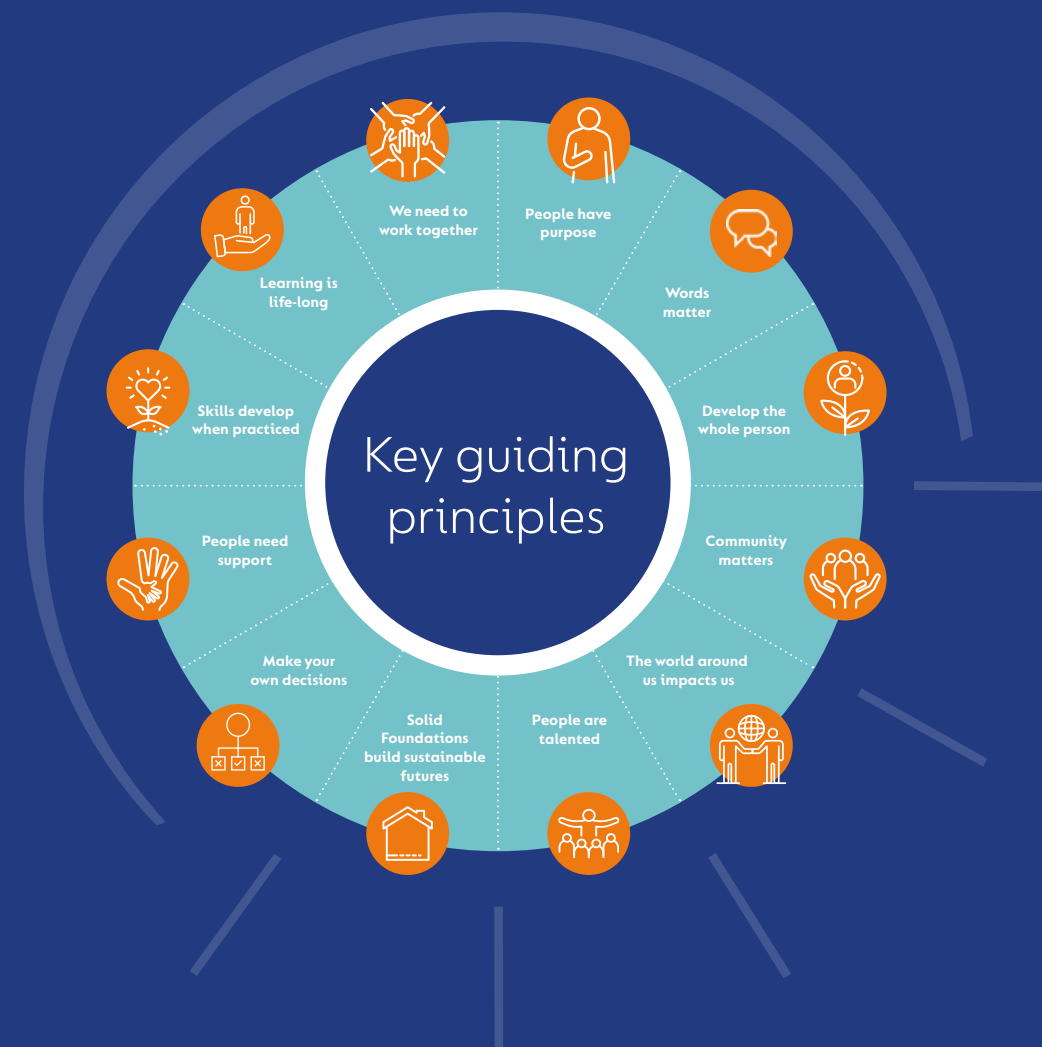 Key guiding
principles
People have
purpose
Words
matter
Develop the
whole person
Community
matters
The world around
us impacts us
People are
talented
Solid
Foundations
build sustainable
futures
Make your
own decisions
People need
support
Skills develop
when practiced
Learning is
life-long
We need to
work together